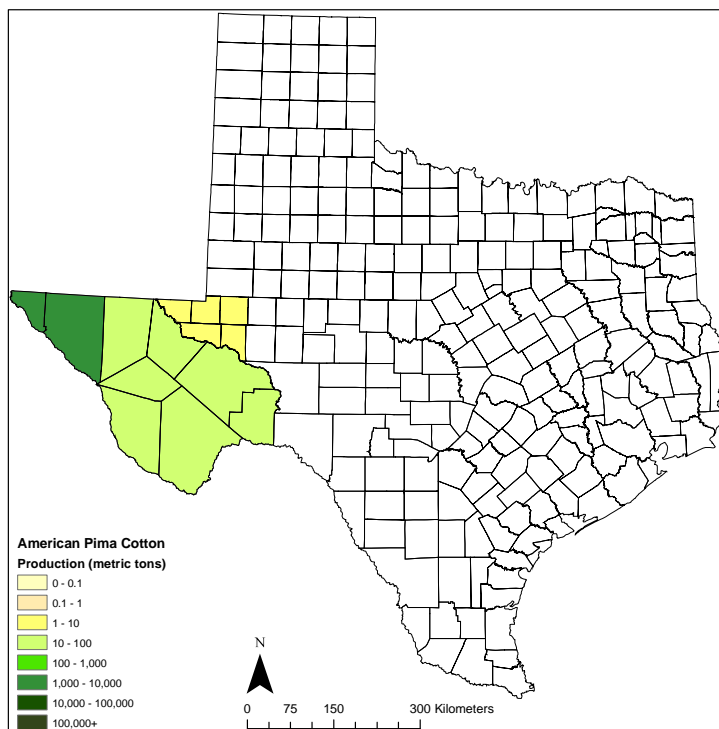 American Pima Cotton
Production (metric tons)
0 - 0.1
0.1 - 1
1 - 10
10 - 100
100 - 1,000
1,000 - 10,000
10,000 - 100,000
100,000+
N
0 75 150 300 Kilometers